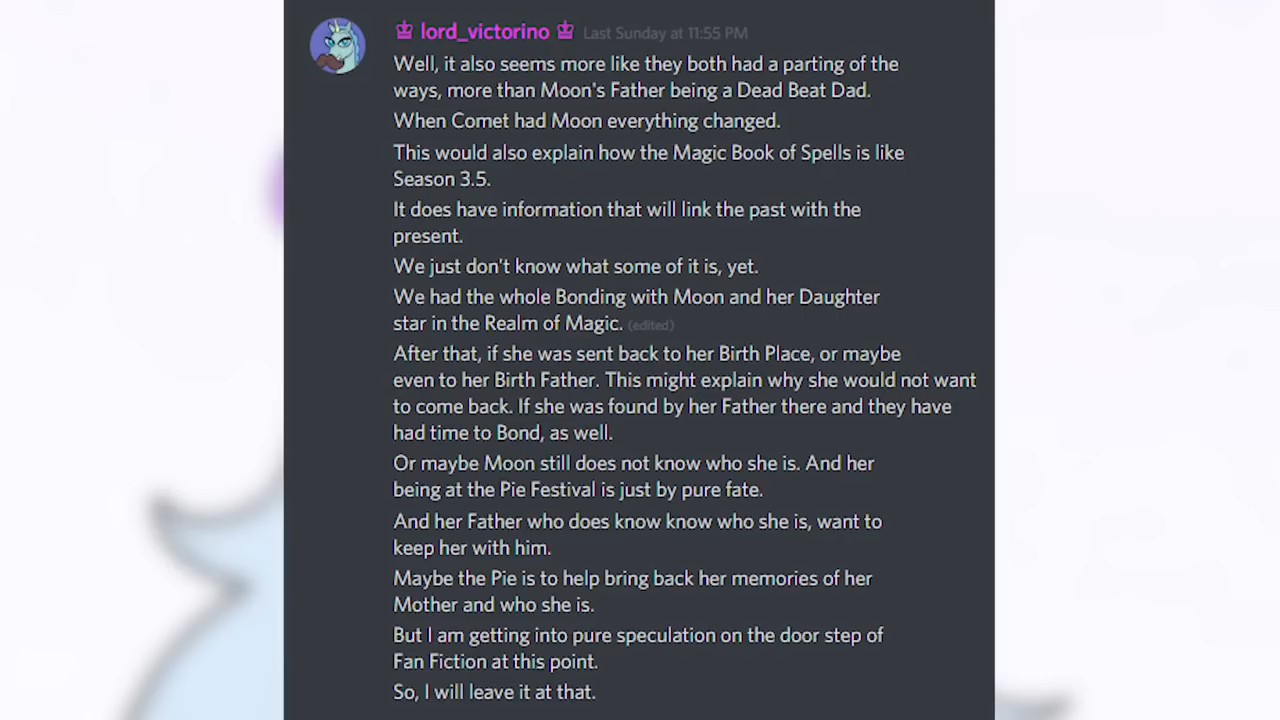 ♔ lord_victorino ♔ Last Sunday at 11:55 PM
Well, it also seems more like they both had a parting of the
ways, more than Moon's Father being a Dead Beat Dad.
When Comet had Moon everything changed.
This would also explain how the Magic Book of Spells is like
Season 3.5.
It does have information that will link the past with the
present.
We just don't know what some of it is, yet.
We had the whole Bonding with Moon and her Daughter
star in the Realm of Magic. (edited)
After that, if she was sent back to her Birth Place, or maybe
even to her Birth Father. This might explain why she would not want
to come back. If she was found by her Father there and they have
had time to Bond, as well.
Or maybe Moon still does not know who she is. And her
being at the Pie Festival is just by pure fate.
And her Father who does know know who she is, want to
keep her with him.
Maybe the Pie is to help bring back her memories of her
Mother and who she is.
But I am getting into pure speculation on the door step of
Fan Fiction at this point.
So, I will leave it at that.